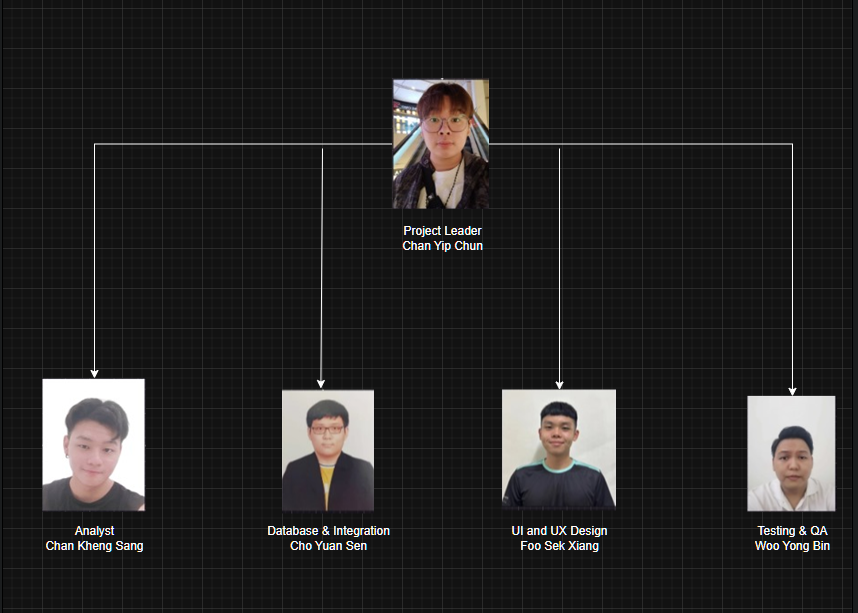 Project Leader
Chan Yip Chun
Analyst
Chan Kheng Sang
Database & Integration
Cho Yuan Sen
UI and UX Design
Foo Sek Xiang
Testing & QA
Woo Yong Bin